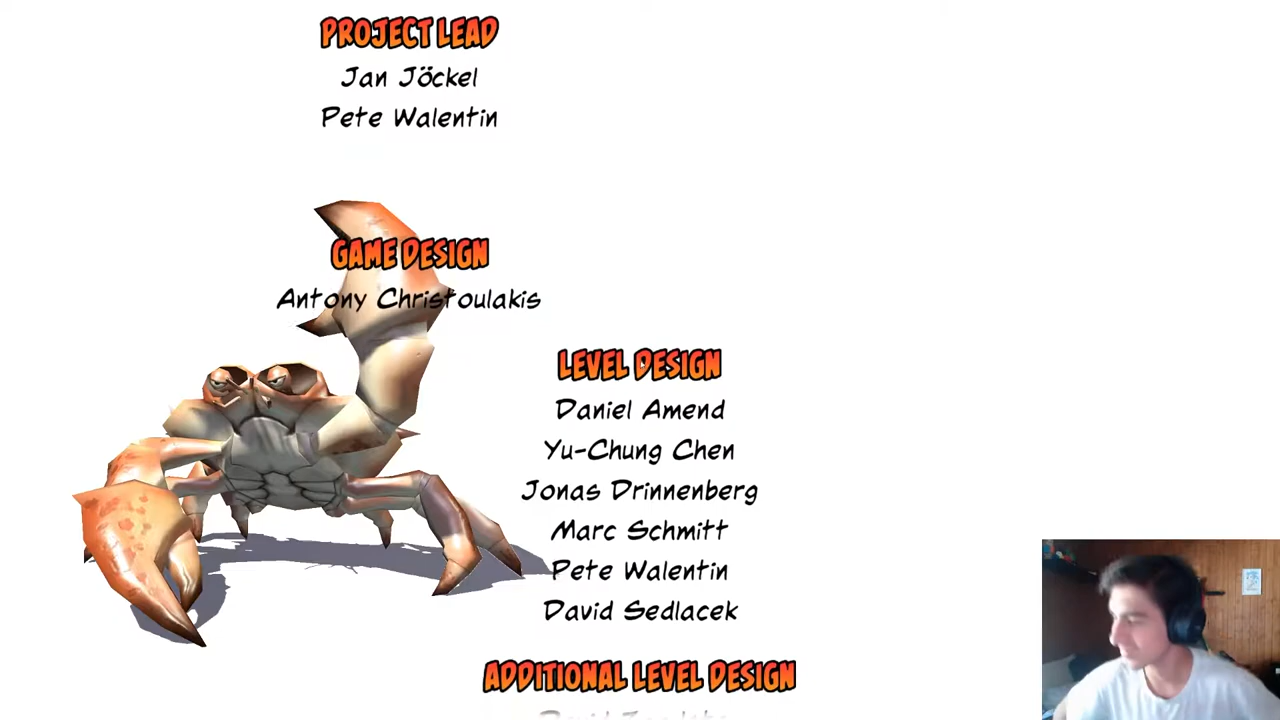 PROJECT LEAD
Jan Jöckel
Pete Walentin
GAME DESIGN
Antony Christoulakis
LEVEL DESIGN
Daniel Amend
Yu-Chung Chen
Jonas Drinnenberg
Marc Schmitt
Pete Walentin
David Sedlacek
ADDITIONAL LEVEL DESIGN